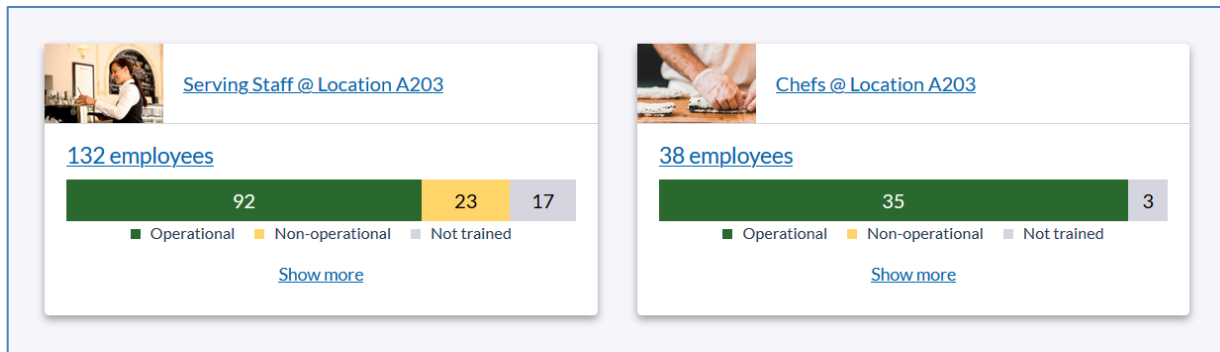 Serving Staff @ Location A203
132 employees
92 23 17
Operational Non-operational Not trained
Show more
Chefs @ Location A203
38 employees
35 3
Operational Non-operational Not trained
Show more